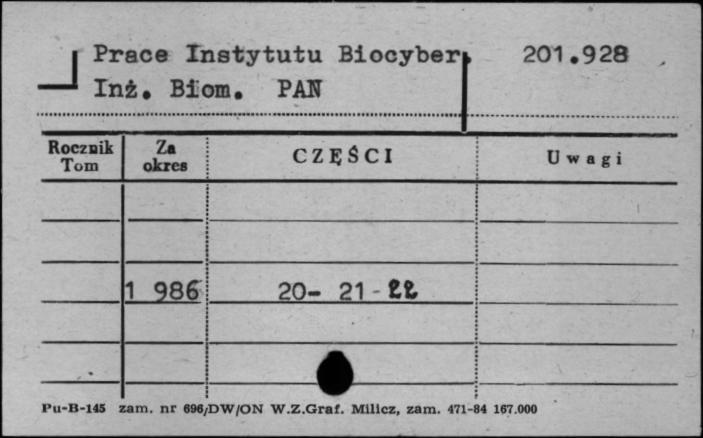 Prace Instytutu Biocyber. 201.928
Inż. Biom. PAN
Rocznik Tom Za okres CZĘŚCI Uwagi
1 986 20- 21-22
Pu-B-145 zam. nr 696/DW/ON W.Z.Graf. Milicz, zam. 471-84 167.000